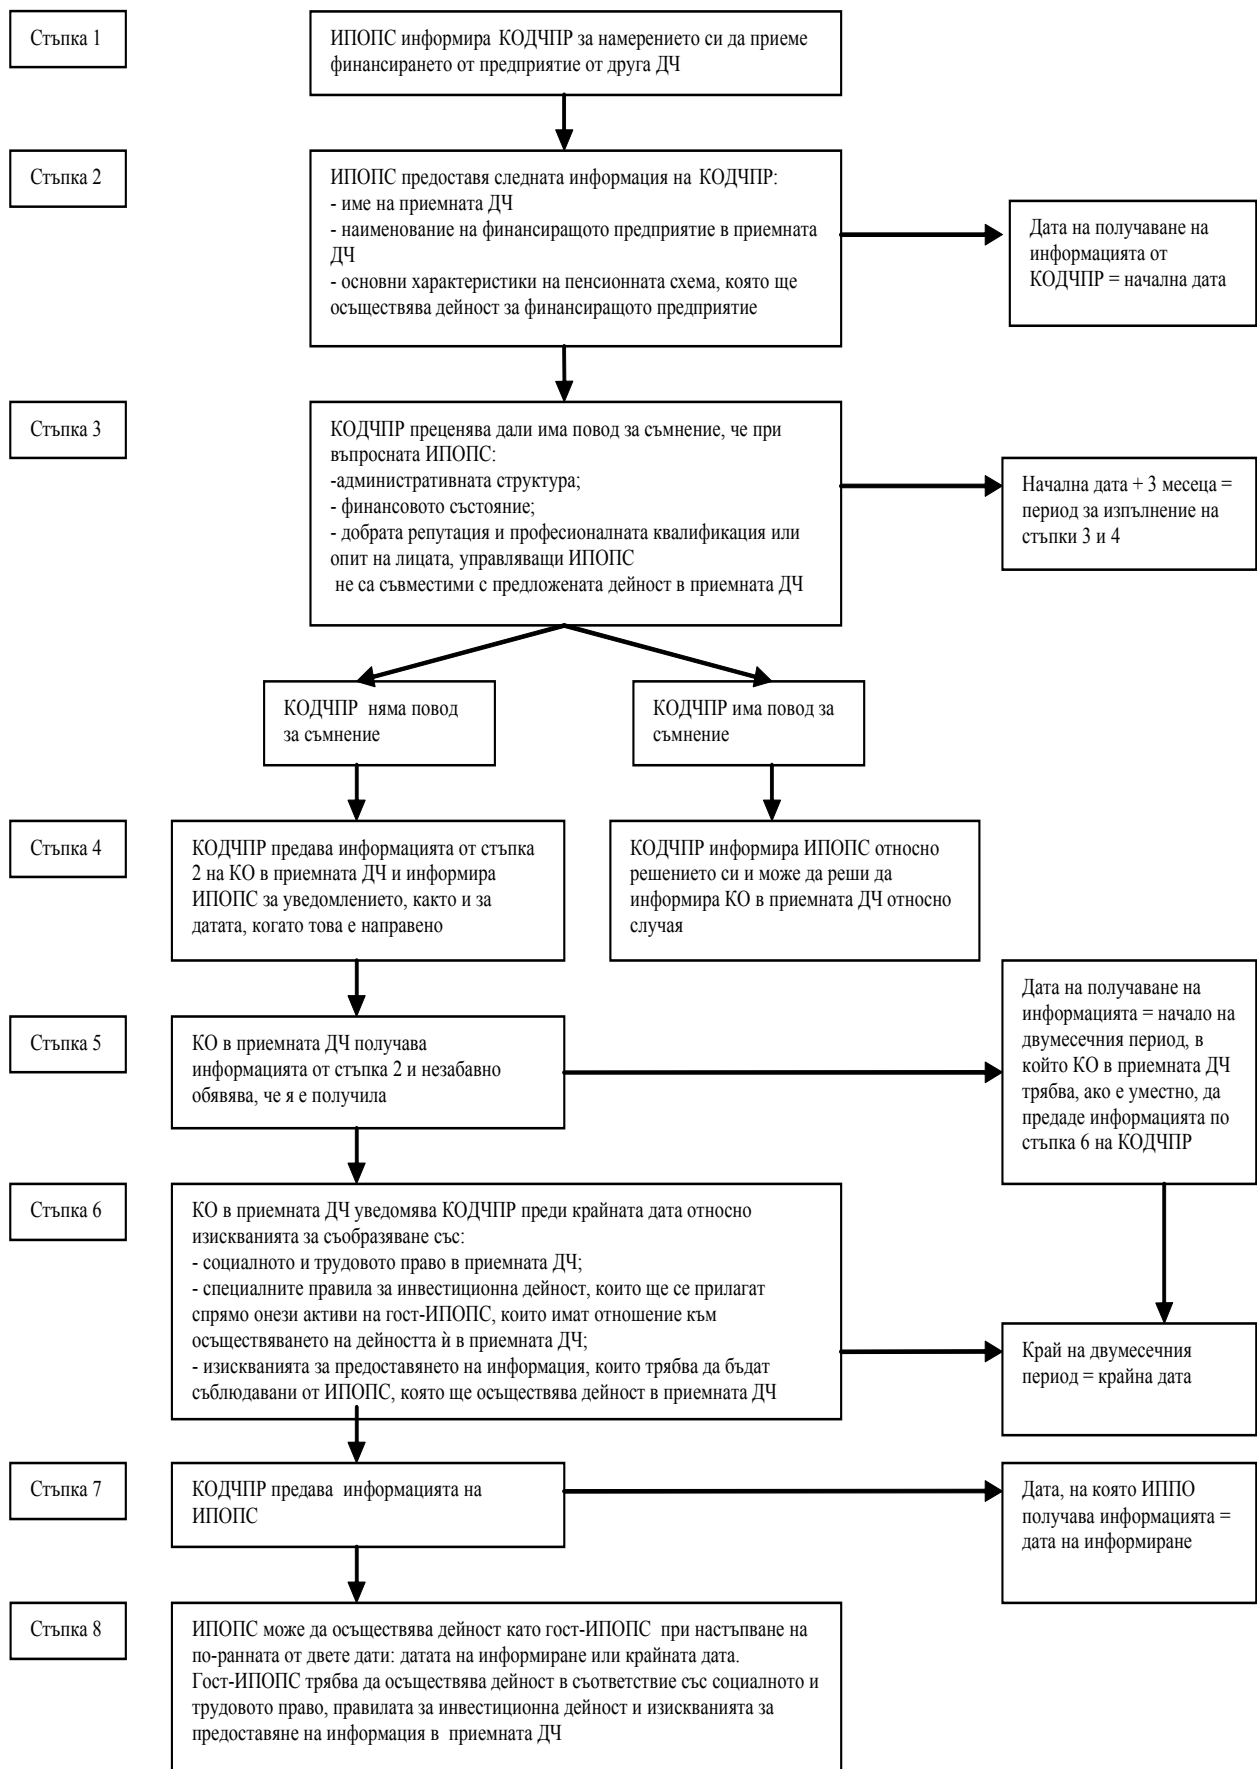 Стъпка 1
ИПОПС информира КОДЧПР за намерението си да приеме
финансирането от предприятие от друга ДЧ
Стъпка 2
ИПОПС предоставя следната информация на КОДЧПР:
- име на приемната ДЧ
- наименование на финансиращото предприятие в приемната
ДЧ
- основни характеристики на пенсионната схема, която ще
осъществява дейност за финансиращото предприятие
Дата на получаване на
информацията от
КОДЧПР = начална дата
Стъпка 3
КОДЧПР преценява дали има повод за съмнение, че при
въпросната ИПОПС:
-административната структура;
- финансовото състояние;
- добрата репутация и професионалната квалификация или
опит на лицата, управляващи ИПОПС
не са съвместими с предложената дейност в приемната ДЧ
Начална дата + 3 месеца =
период за изпълнение на
стъпки 3 и 4
КОДЧПР няма повод
за съмнение
КОДЧПР има повод за
съмнение
Стъпка 4
КОДЧПР предава информацията от стъпка
2 на КО в приемната ДЧ и информира
ИПОПС за уведомлението, както и за
датата, когато това е направено
КОДЧПР информира ИПОПС относно
решението си и може да реши да
информира КО в приемната ДЧ относно
случая
Стъпка 5
КО в приемната ДЧ получава
информацията от стъпка 2 и незабавно
обявява, че я е получила
Дата на получаване на
информацията = начало на
двумесечния период, в
който КО в приемната ДЧ
трябва, ако е уместно, да
предаде информацията по
стъпка 6 на КОДЧПР
Стъпка 6
КО в приемната ДЧ уведомява КОДЧПР преди крайната дата относно
изискванията за съобразяване със:
- социалното и трудовото право в приемната ДЧ;
- специалните правила за инвестиционна дейност, които ще се прилагат
спрямо онези активи на гост-ИПОПС, които имат отношение към
осъществяването на дейността ѝ в приемната ДЧ;
- изискванията за предоставянето на информация, които трябва да бъдат
съблюдавани от ИПОПС, която ще осъществява дейност в приемната ДЧ
Край на двумесечния
период = крайна дата
Стъпка 7
КОДЧПР предава информацията на
ИПОПС
Дата, на която ИППО
получава информацията =
дата на информиране
Стъпка 8
ИПОПС може да осъществява дейност като гост-ИПОПС при настъпване на
по-ранната от двете дати: датата на информиране или крайната дата.
Гост-ИПОПС трябва да осъществява дейност в съответствие със социалното и
трудовото право, правилата за инвестиционна дейност и изискванията за
предоставяне на информация в приемната ДЧ